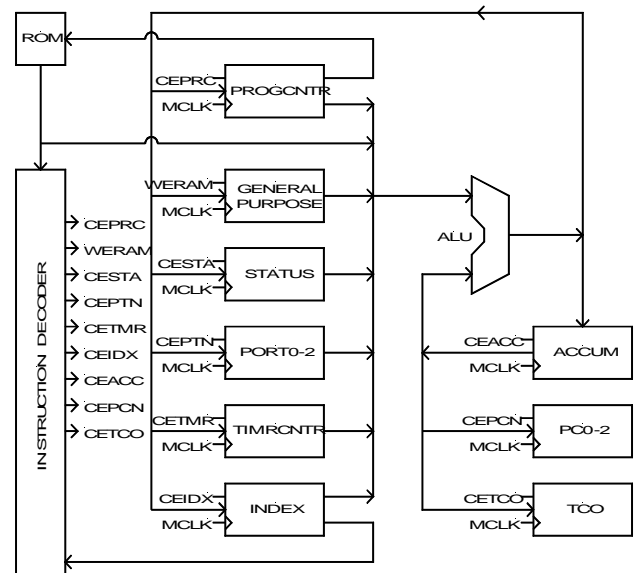 ROM
CEPRC
PROGCNTR
MCLK
WERAM
GENERAL
PURPOSE
MCLK
ALU
INSTRUCTION DECODER
CEPRC
WERAM
CESTA
CEPTN
CETMR
CEIDX
CEACC
CEPCN
CETCO
CESTA
STATUS
MCLK
CEPTN
PORT0-2
MCLK
CETMR
TIMRCNTR
MCLK
CEIDX
INDEX
MCLK
CEACC
ACCUM
MCLK
CEPCN
PC0-2
MCLK
CETCO
TCO
MCLK